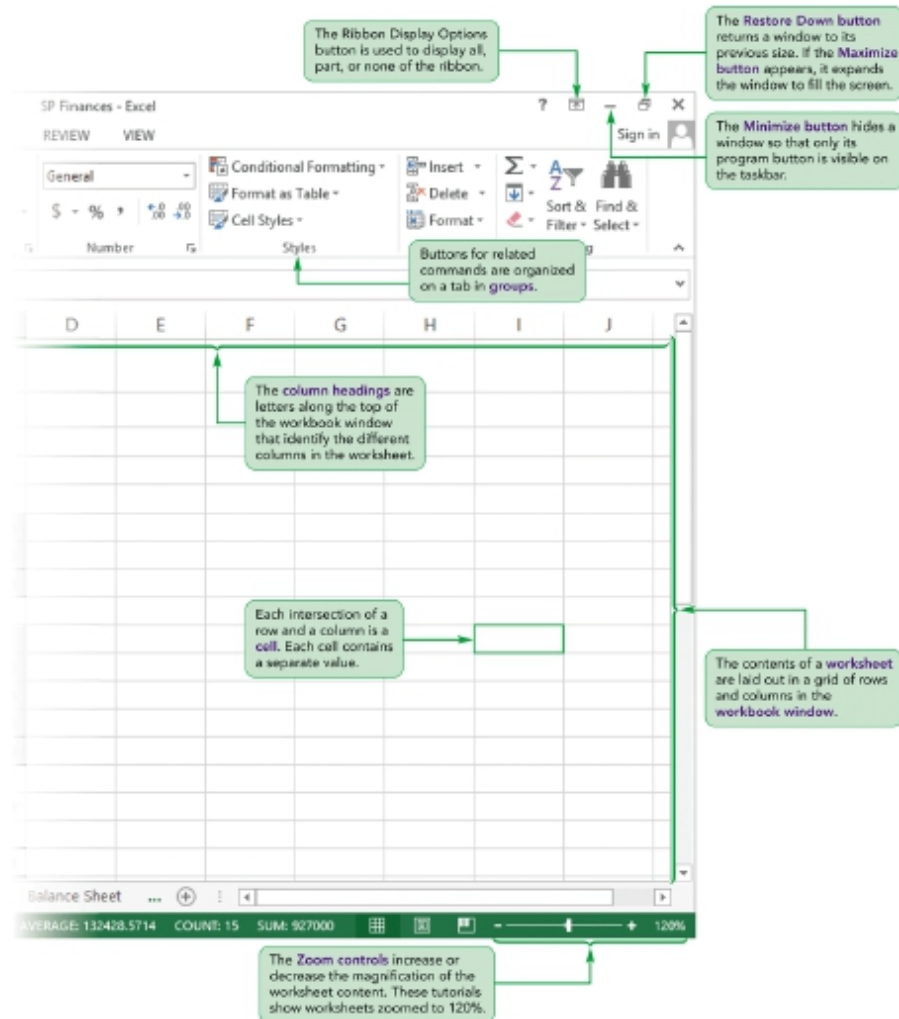 The Ribbon Display Options
button is used to display all,
part, or none of the ribbon.
The Restore Down button
returns a window to its
previous size. If the Maximize
button appears, it expands
the window to fill the screen.
SP Finances - Excel
?
REVIEW VIEW
Sign in
The Minimize button hides a
window so that only its
program button is visible on
the taskbar.
General
$ % ,
Number
Conditional Formatting
Format as Table
Cell Styles
Styles
Insert
Delete
Format
Sort &
Filter
Find &
Select
Buttons for related
commands are organized
on a tab in groups.
D E F G H I J
The column headings are
letters along the top of
the workbook window
that identify the different
columns in the worksheet.
Each intersection of a
row and a column is a
cell. Each cell contains
a separate value.
The contents of a worksheet
are laid out in a grid of rows
and columns in the
workbook window.
Balance Sheet ...
AVERAGE: 132428.5714 COUNT: 15 SUM: 927000 - + 120%
The Zoom controls increase or
decrease the magnification of the
worksheet content. These tutorials
show worksheets zoomed to 120%.